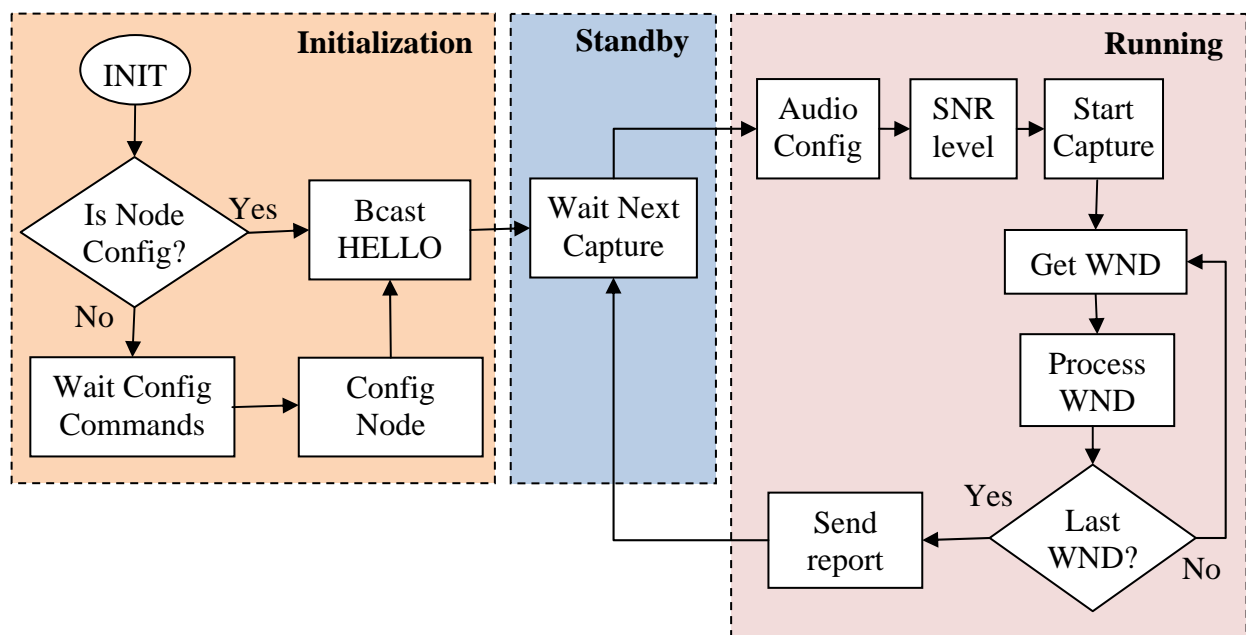 Initialization
INIT
Is Node
Config?
Yes
No
Bcast
HELLO
Wait Config
Commands
Config
Node
Standby
Wait Next
Capture
Running
Audio
Config
SNR
level
Start
Capture
Get WND
Process
WND
Last
WND?
Yes
No
Send
report